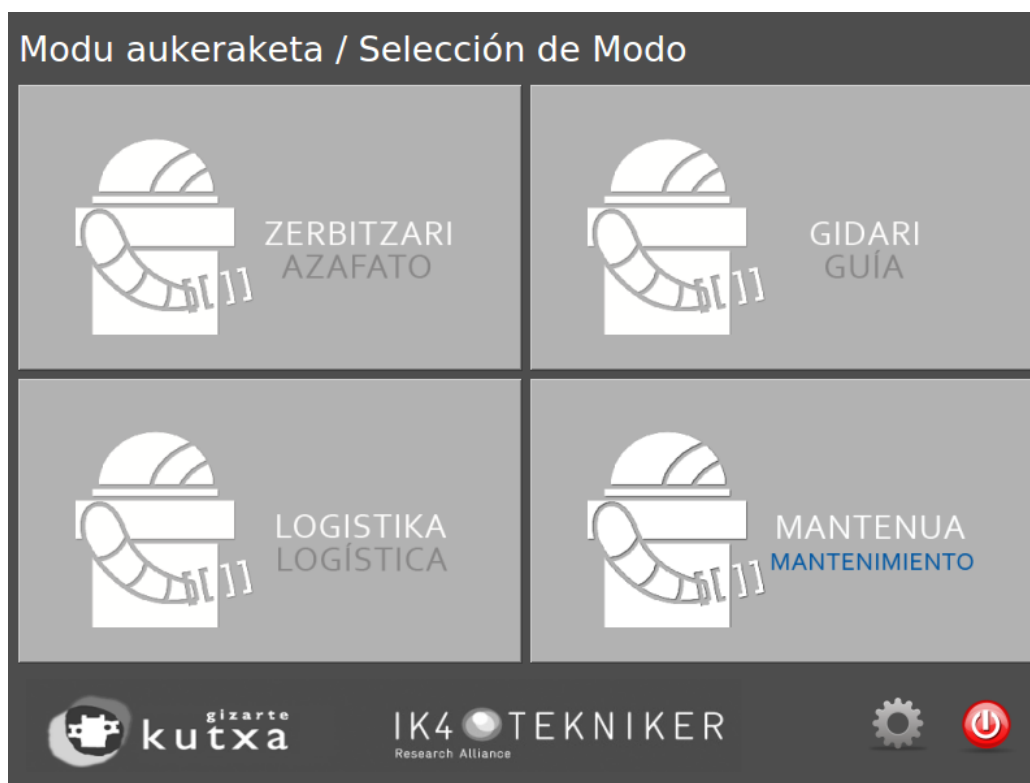 Modu aukeraketa / Selección de Modo
ZERBITZARI
AZAFATO
GIDARI
GUÍA
LOGISTIKA
LOGÍSTICA
MANTENUA
MANTENIMIENTO
gizarte
kutxa
IK4 TEKNIKER
Research Alliance